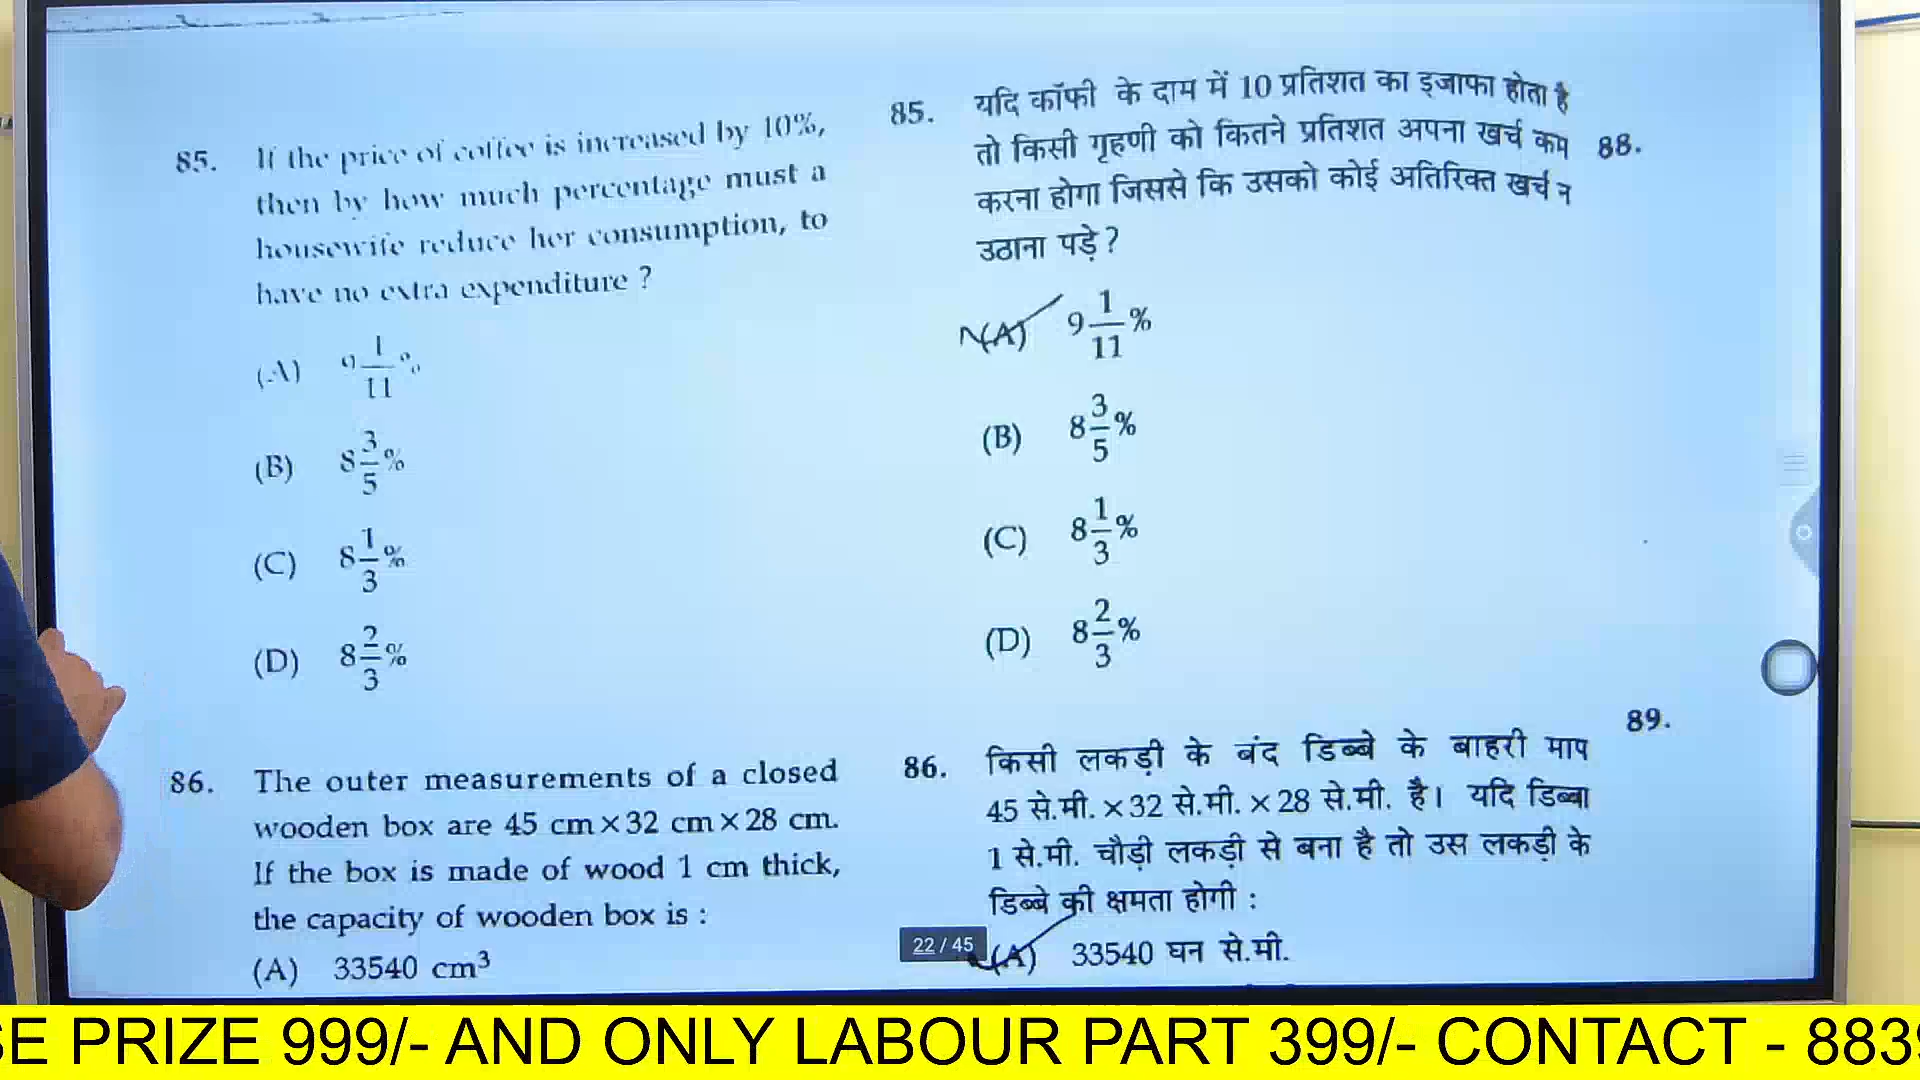 85. If the price of coffee is increased by 10%,
then by how much percentage must a
housewife reduce her consumption, to
have no extra expenditure ?
(A) 9 1/11 %
(B) 8 3/5 %
(C) 8 1/3 %
(D) 8 2/3 %
86. The outer measurements of a closed
wooden box are 45 cm × 32 cm × 28 cm.
If the box is made of wood 1 cm thick,
the capacity of wooden box is :
(A) 33540 cm³
85. यदि कॉफी के दाम में 10 प्रतिशत का इजाफा होता है
तो किसी गृहणी को कितने प्रतिशत अपना खर्च कम
करना होगा जिससे कि उसको कोई अतिरिक्त खर्च न
उठाना पड़े ?
(A) 9 1/11 %
(B) 8 3/5 %
(C) 8 1/3 %
(D) 8 2/3 %
86. किसी लकड़ी के बंद डिब्बे के बाहरी माप
45 से.मी. × 32 से.मी. × 28 से.मी. है। यदि डिब्बा
1 से.मी. चौड़ी लकड़ी से बना है तो उस लकड़ी के
डिब्बे की क्षमता होगी :
(A) 33540 घन से.मी.
88.
89.
22 / 45
SE PRIZE 999/- AND ONLY LABOUR PART 399/- CONTACT - 8839